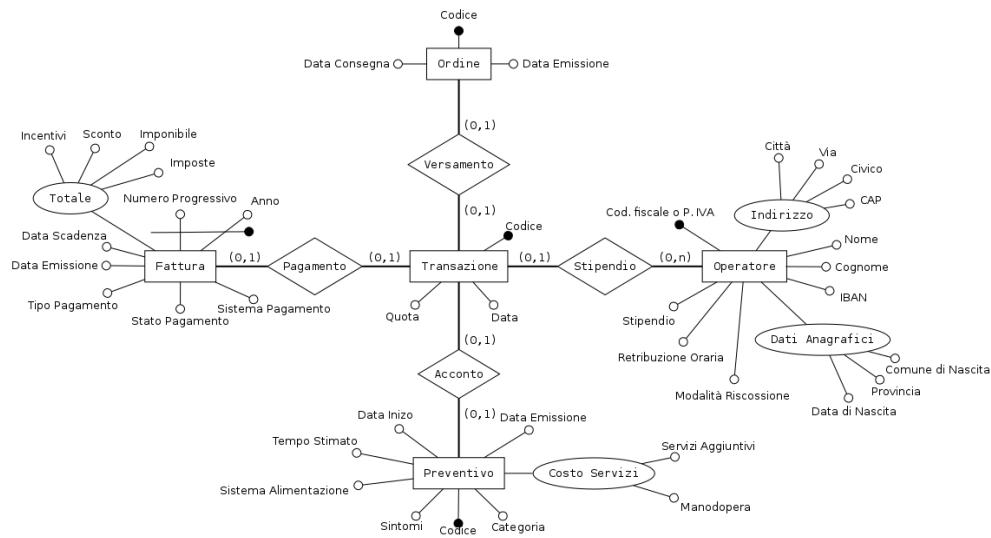 Codice
Data Consegna
Ordine
Data Emissione
(0,1)
Versamento
(0,1)
Incentivi
Sconto
Imponibile
Imposte
Totale
Numero Progressivo
Anno
Data Scadenza
Data Emissione
Fattura
Tipo Pagamento
Stato Pagamento
Sistema Pagamento
(0,1)
Pagamento
(0,1)
Transazione
Codice
Quota
Data
(0,1)
Stipendio
(0,n)
Cod. fiscale o P.IVA
Operatore
Città
Via
Civico
CAP
Indirizzo
Nome
Cognome
IBAN
Stipendio
Retribuzione Oraria
Modalità Riscossione
Dati Anagrafici
Comune di Nascita
Provincia
Data di Nascita
(0,1)
Acconto
(0,1)
Data Inizo
Data Emissione
Tempo Stimato
Sistema Alimentazione
Preventivo
Sintomi
Codice
Categoria
Costo Servizi
Servizi Aggiuntivi
Manodopera